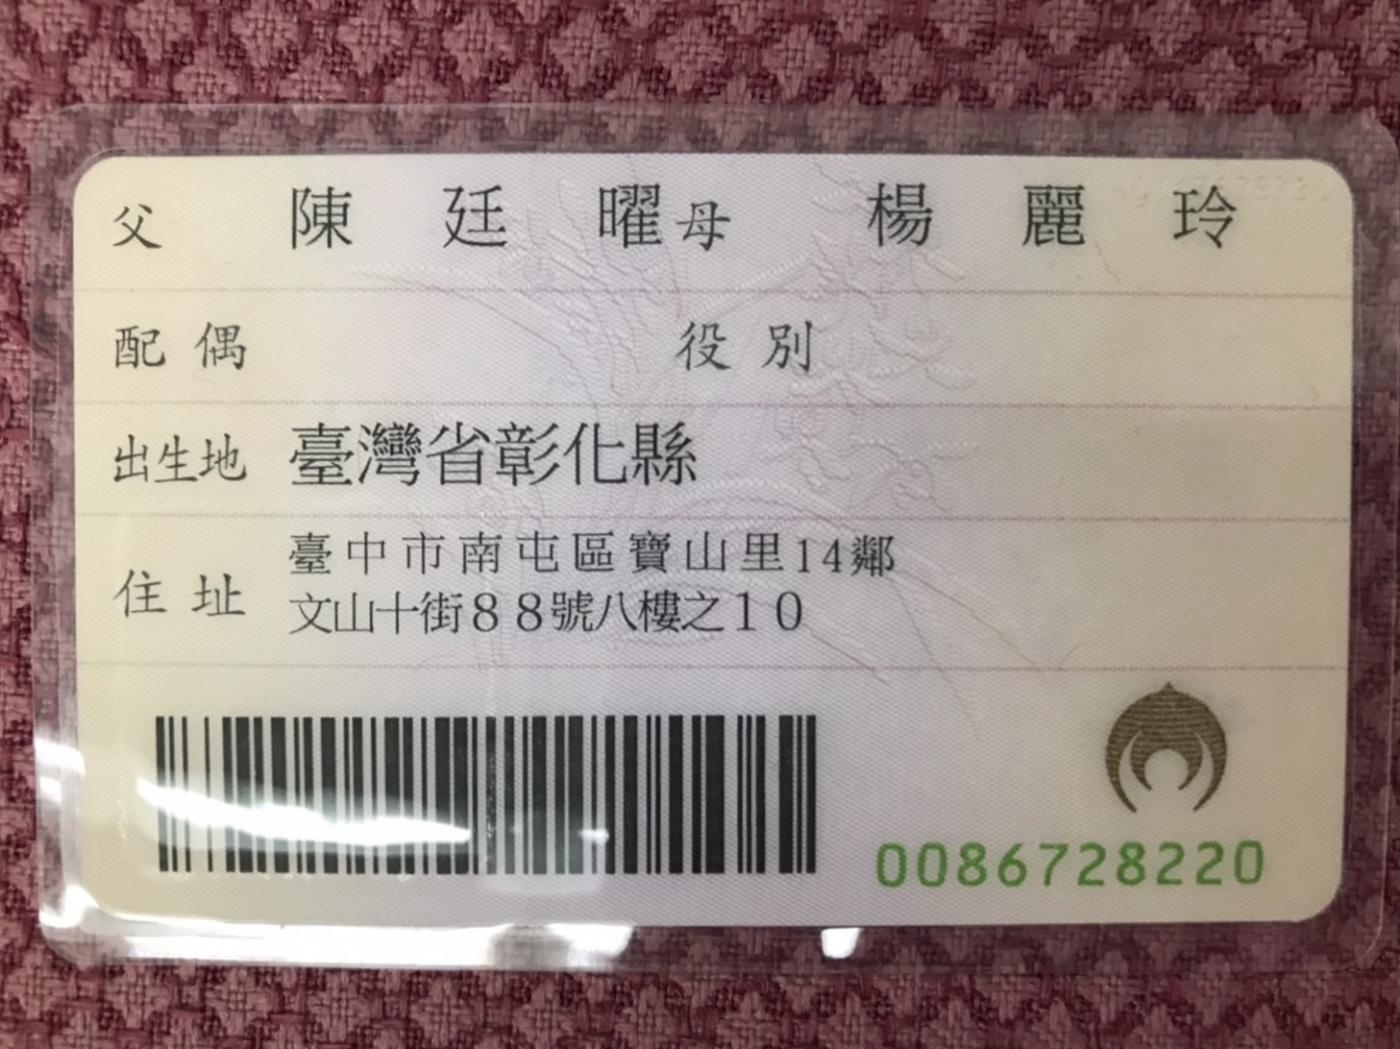 父 陳廷曜 母 楊麗玲
配偶 役別
出生地 臺灣省彰化縣
住址 臺中市南屯區寶山里14鄰
文山十街88號八樓之10
0086728220